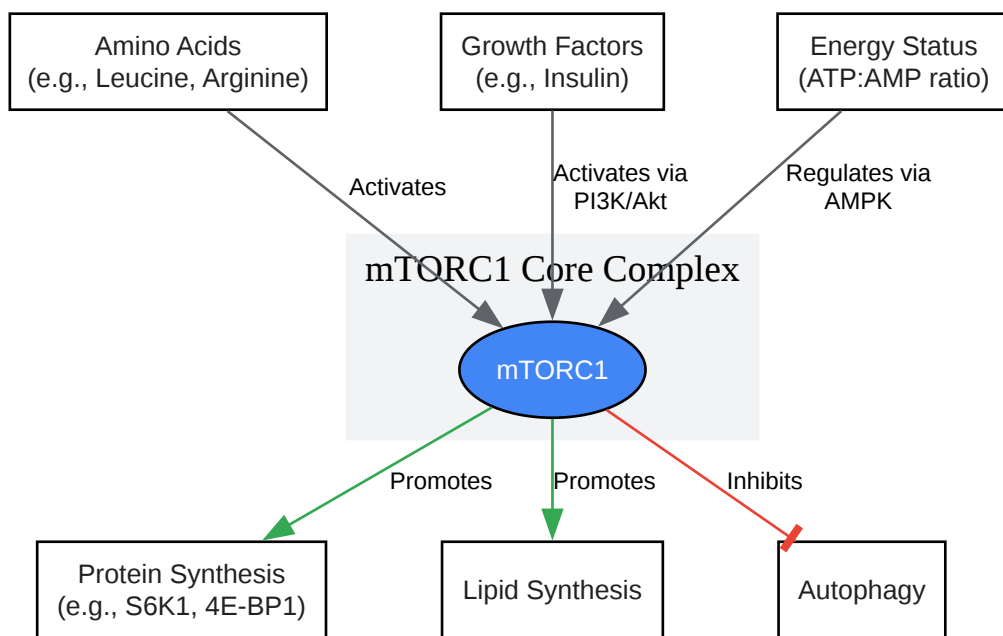 Amino Acids
(e.g., Leucine, Arginine)
Growth Factors
(e.g., Insulin)
Energy Status
(ATP:AMP ratio)
Activates
Activates via
PI3K/Akt
Regulates via
AMPK
mTORC1 Core Complex
mTORC1
Promotes
Promotes
Inhibits
Protein Synthesis
(e.g., S6K1, 4E-BP1)
Lipid Synthesis
Autophagy